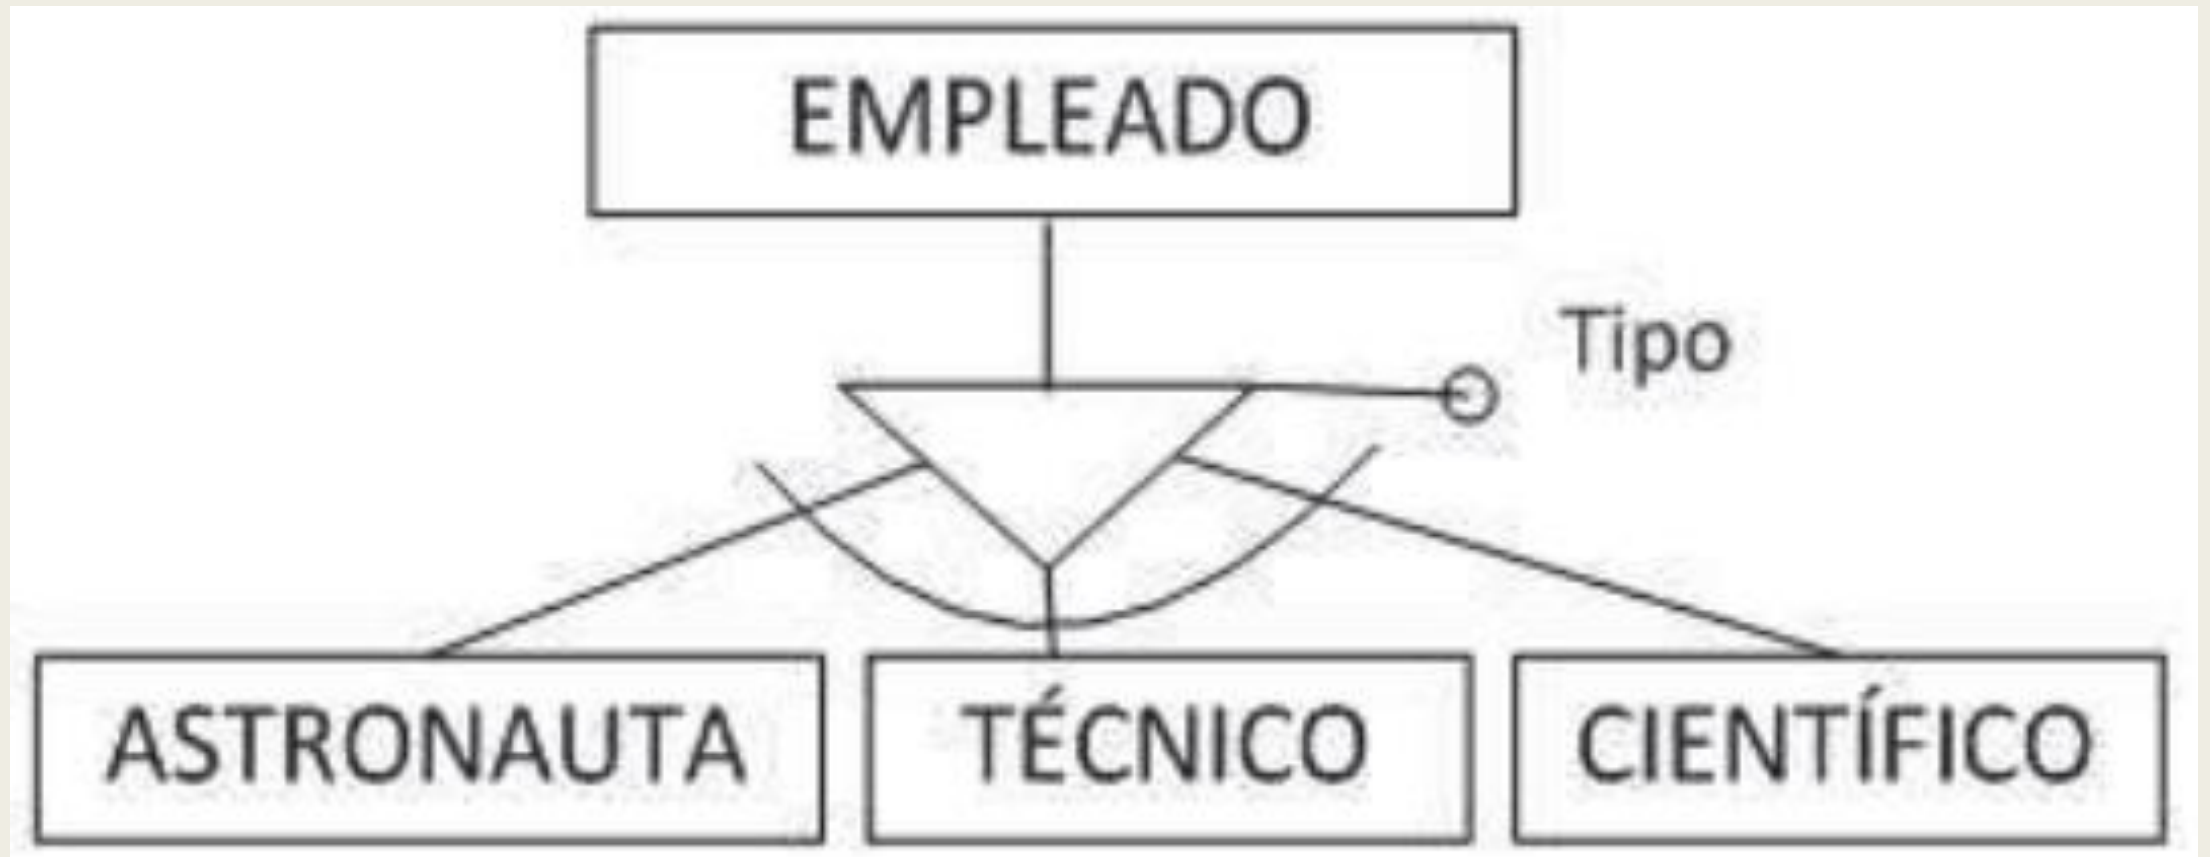 EMPLEADO
Tipo
ASTRONAUTA
TÉCNICO
CIENTÍFICO